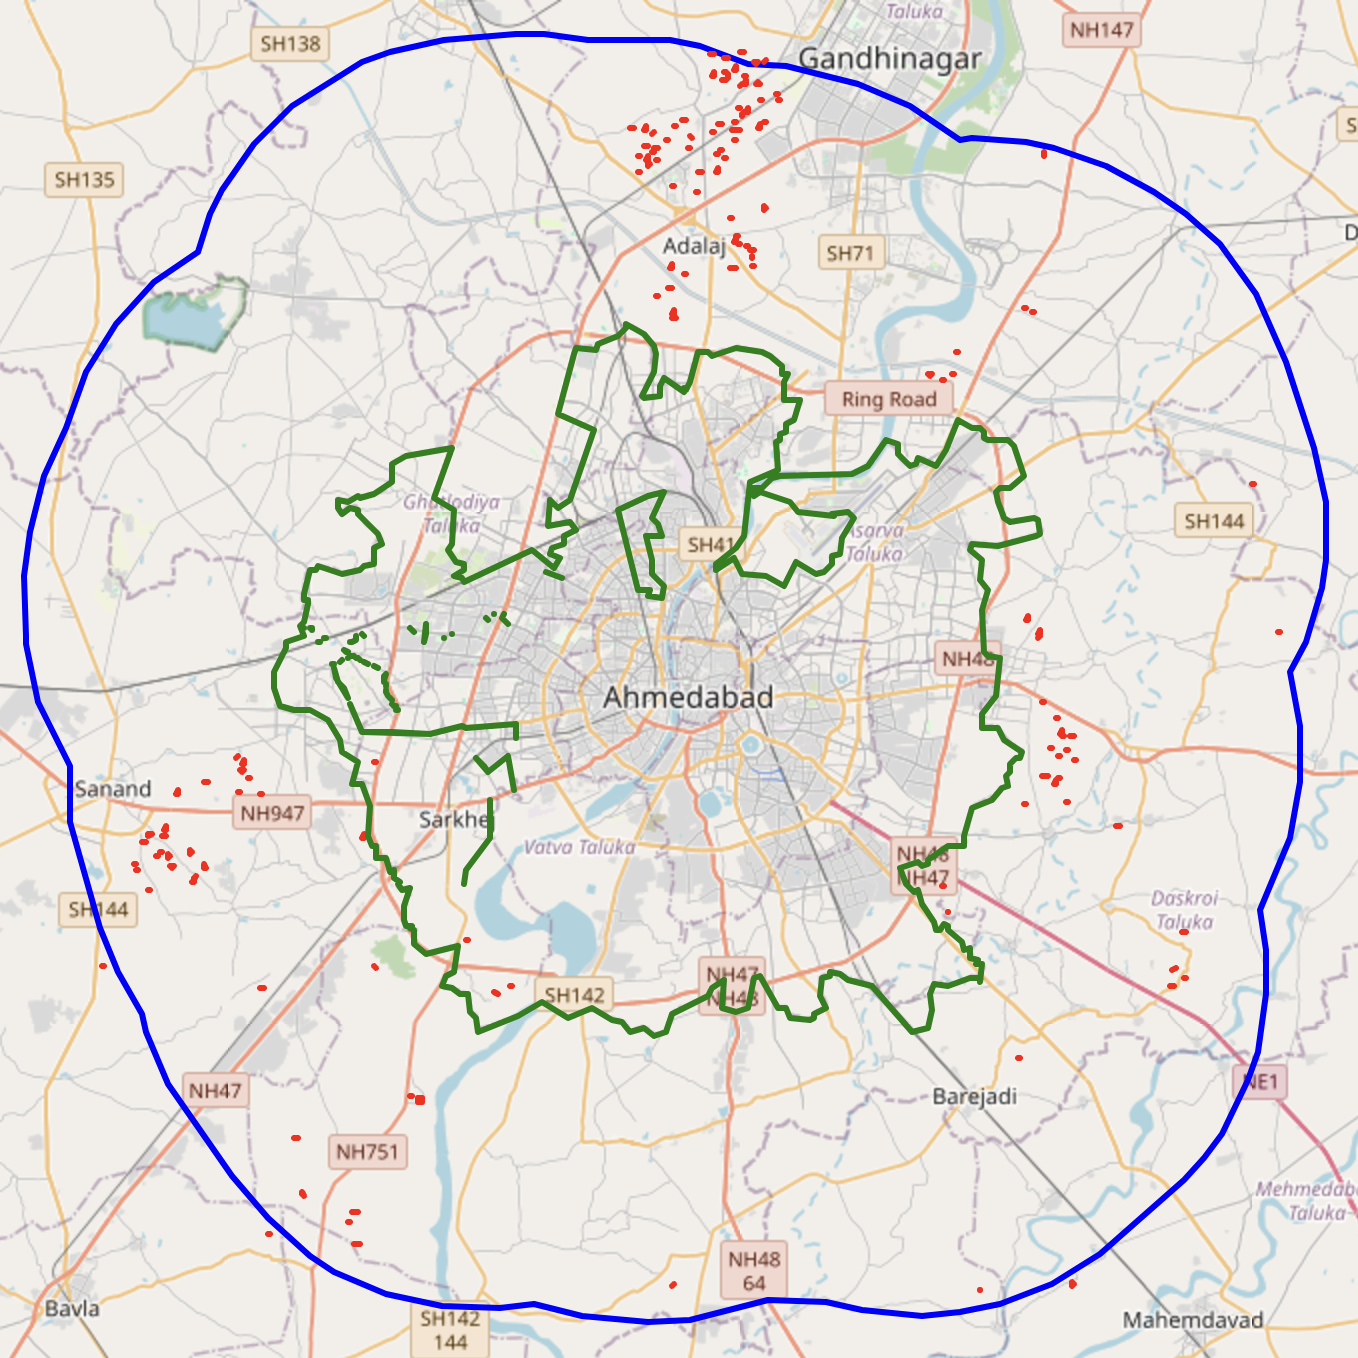 Taluka
NH147
SH138
Gandhinagar
S
SH135
D
Adalaj
SH71
Ring Road
Ghatlodiya
Taluka
SH144
SH41
Asarva
Taluka
NH48
Ahmedabad
Sanand
NH947
Sarkhe
Vatva Taluka
NH48
NH47
SH144
Daskroi
Taluka
NH47
NH48
SH142
NE1
NH47
Barejadi
NH751
Mehmedab
Taluka
NH48
64
Bavla
SH142
144
Mahemdavad